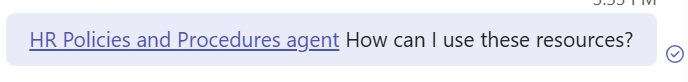 HR Policies and Procedures agent How can I use these resources?